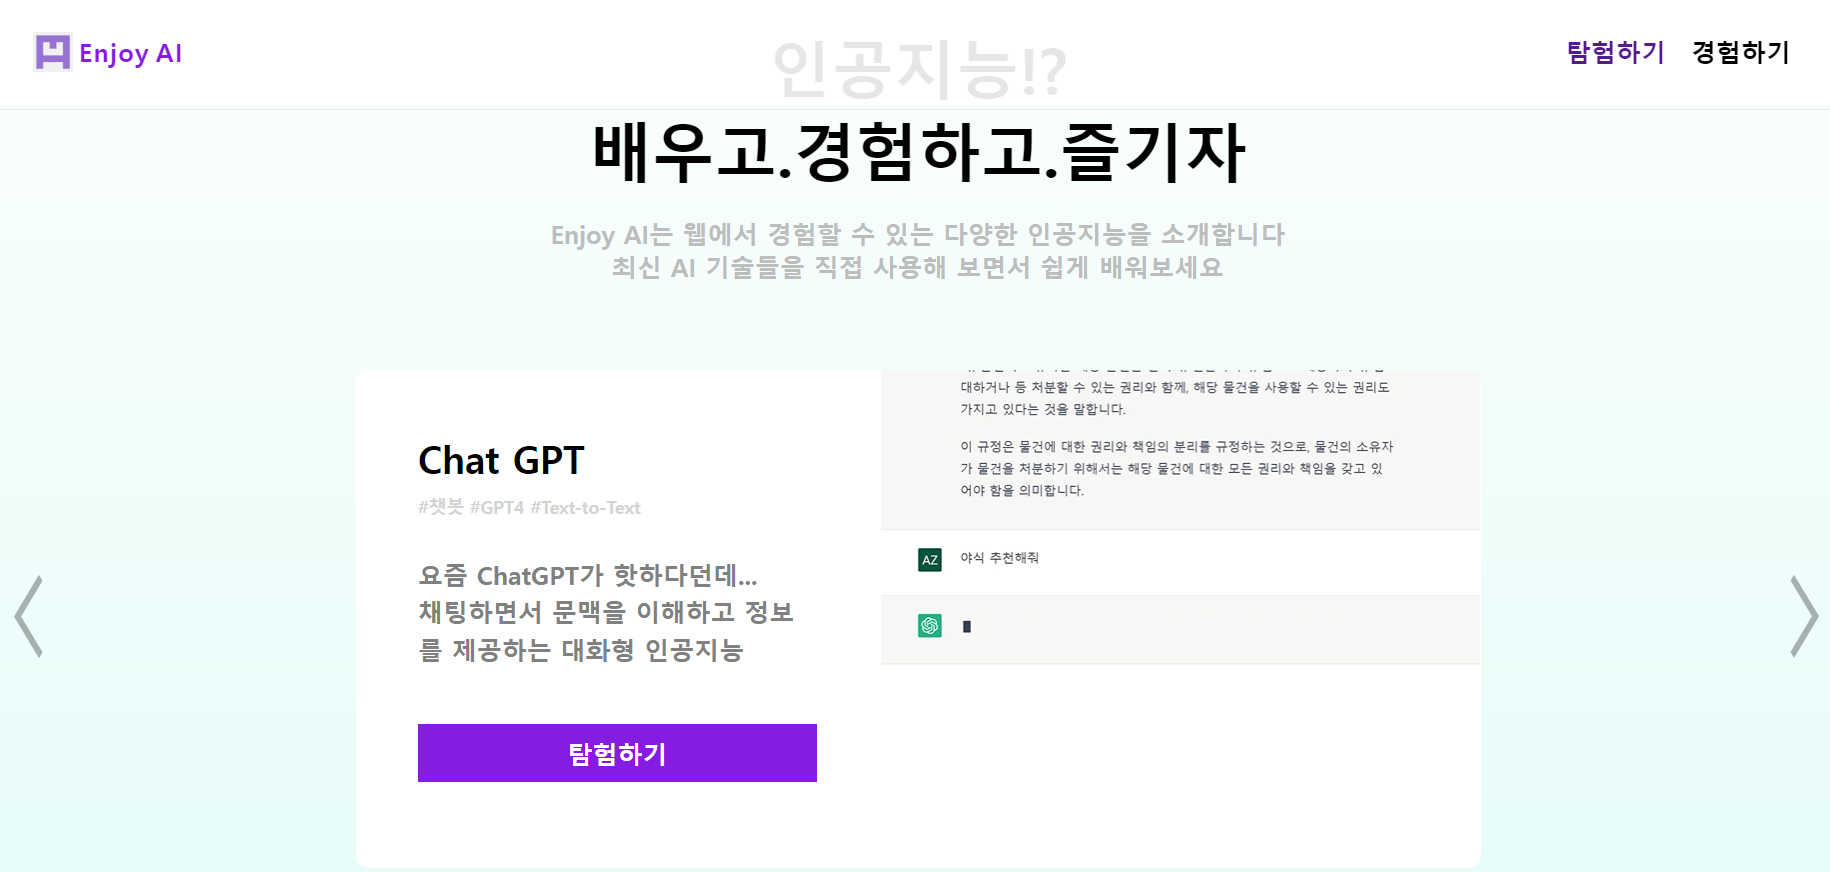 Enjoy AI
탐험하기
경험하기
인공지능!?
배우고.경험하고.즐기자
Enjoy AI는 웹에서 경험할 수 있는 다양한 인공지능을 소개합니다
최신 AI 기술들을 직접 사용해 보면서 쉽게 배워보세요
Chat GPT
#챗봇 #GPT4 #Text-to-Text
요즘 ChatGPT가 핫하다던데...
채팅하면서 문맥을 이해하고 정보
를 제공하는 대화형 인공지능
탐험하기
대하거나 등 처분할 수 있는 권리와 함께, 해당 물건을 사용할 수 있는 권리도
가지고 있다는 것을 말합니다.
이 규정은 물건에 대한 권리와 책임의 분리를 규정하는 것으로, 물건의 소유자
가 물건을 처분하기 위해서는 해당 물건에 대한 모든 권리와 책임을 갖고 있
어야 함을 의미합니다.
AZ
야식 추천해줘